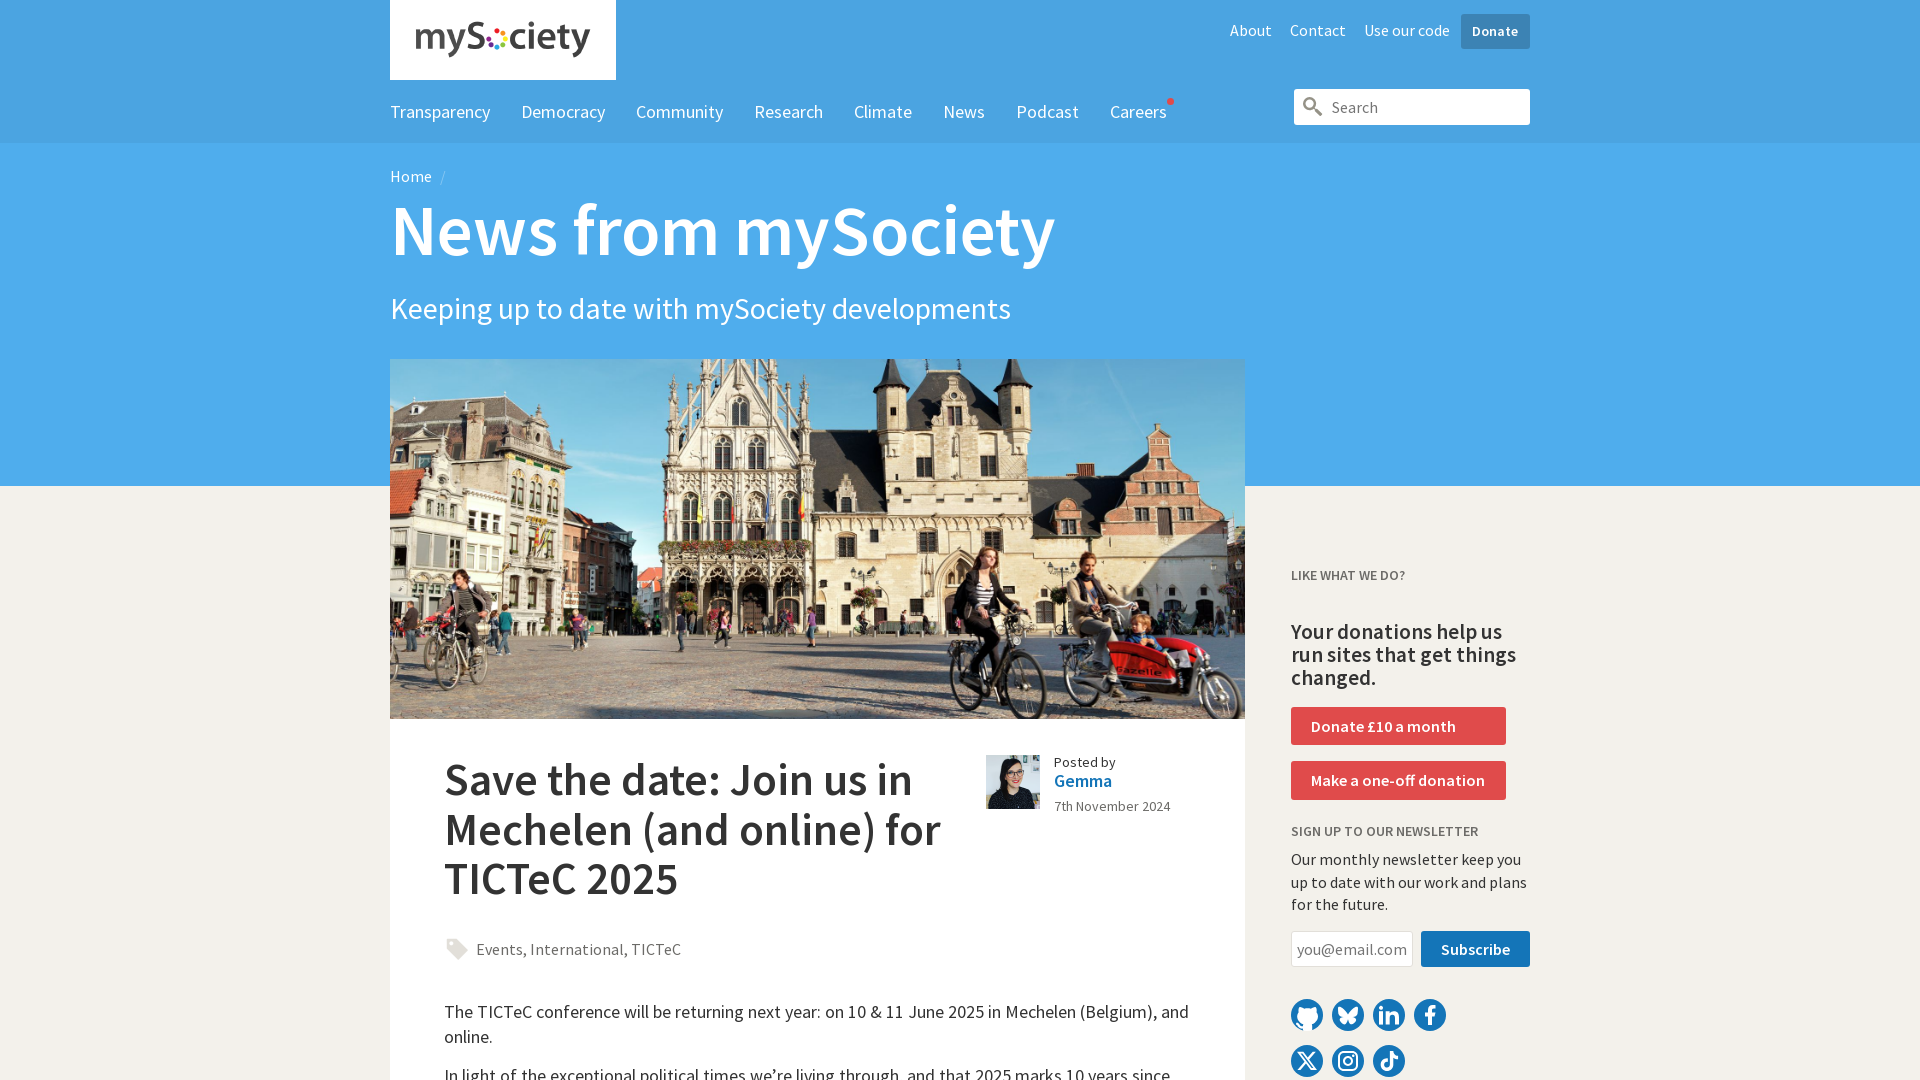 mySociety
About
Contact
Use our code
Donate
Transparency
Democracy
Community
Research
Climate
News
Podcast
Careers
Search
Home /
News from mySociety
Keeping up to date with mySociety developments
Gazelle
LIKE WHAT WE DO?
Your donations help us
run sites that get things
changed.
Donate £10 a month
Make a one-off donation
SIGN UP TO OUR NEWSLETTER
Our monthly newsletter keep you
up to date with our work and plans
for the future.
you@email.com
Subscribe
Save the date: Join us in
Mechelen (and online) for
TICTeC 2025
Posted by
Gemma
7th November 2024
Events, International, TICTeC
The TICTeC conference will be returning next year: on 10 & 11 June 2025 in Mechelen (Belgium), and
online.
In light of the exceptional political times we’re living through, and that 2025 marks 10 years since